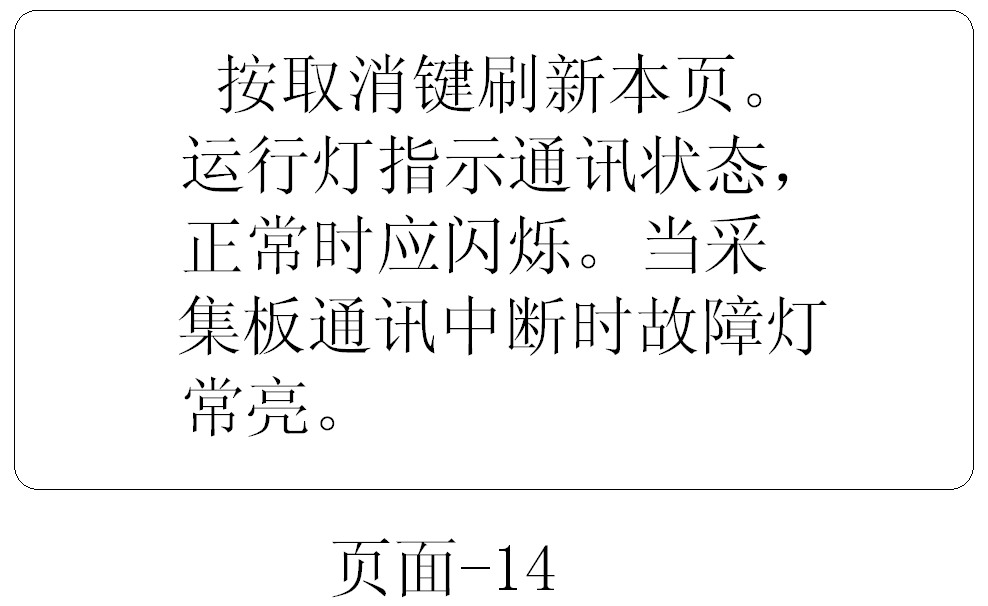 按取消键刷新本页。
运行灯指示通讯状态，
正常时应闪烁。当采
集板通讯中断时故障灯
常亮。
页面-14